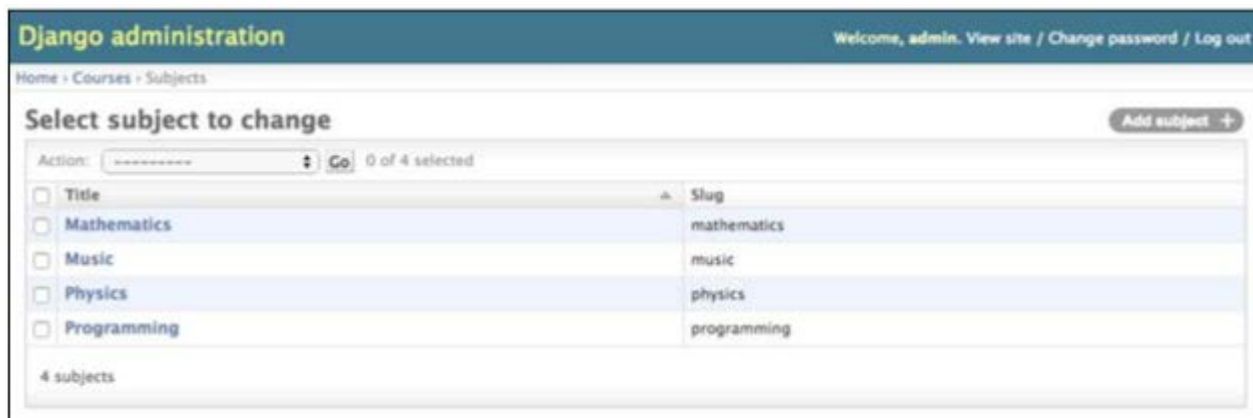 Django administration
Welcome, admin. View site / Change password / Log out
Home › Courses › Subjects
Select subject to change
Add subject +
Action: --------- Go 0 of 4 selected
Title Slug
Mathematics mathematics
Music music
Physics physics
Programming programming
4 subjects